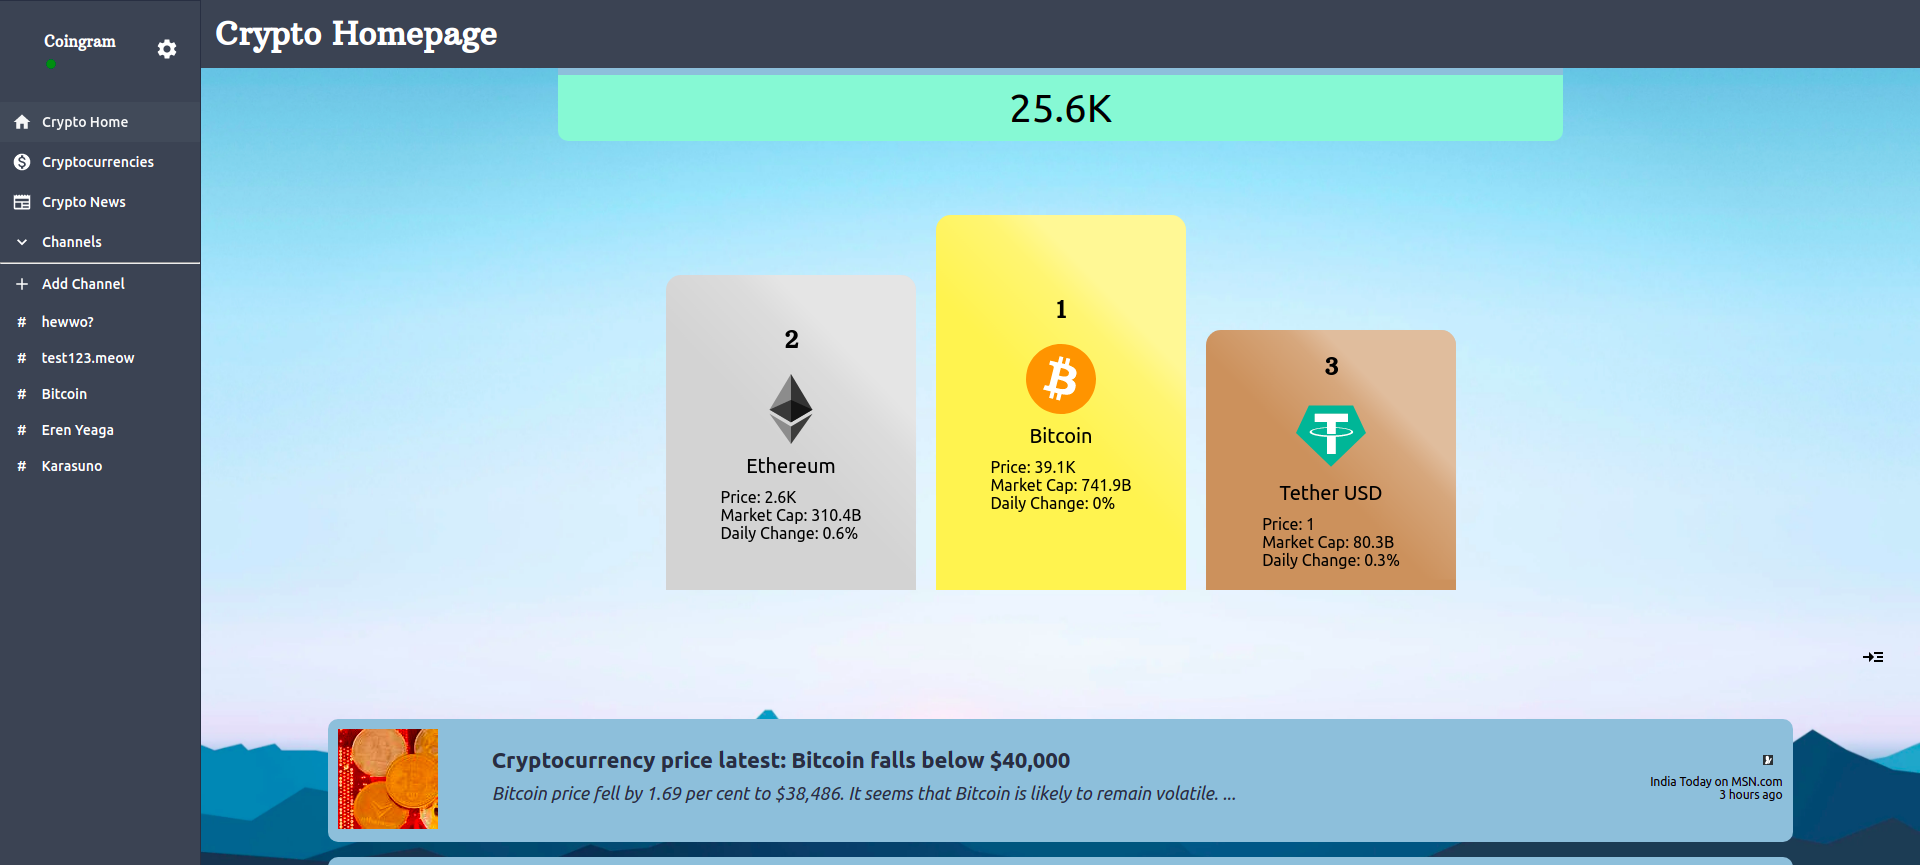 Coingram
Crypto Homepage
Crypto Home
Cryptocurrencies
Crypto News
Channels
Add Channel
# hewwo?
# test123.meow
# Bitcoin
# Eren Yeaga
# Karasuno
25.6K
2
Ethereum
Price: 2.6K
Market Cap: 310.4B
Daily Change: 0.6%
1
Bitcoin
Price: 39.1K
Market Cap: 741.9B
Daily Change: 0%
3
Tether USD
Price: 1
Market Cap: 80.3B
Daily Change: 0.3%
Cryptocurrency price latest: Bitcoin falls below $40,000
Bitcoin price fell by 1.69 per cent to $38,486. It seems that Bitcoin is likely to remain volatile. ...
India Today on MSN.com
3 hours ago